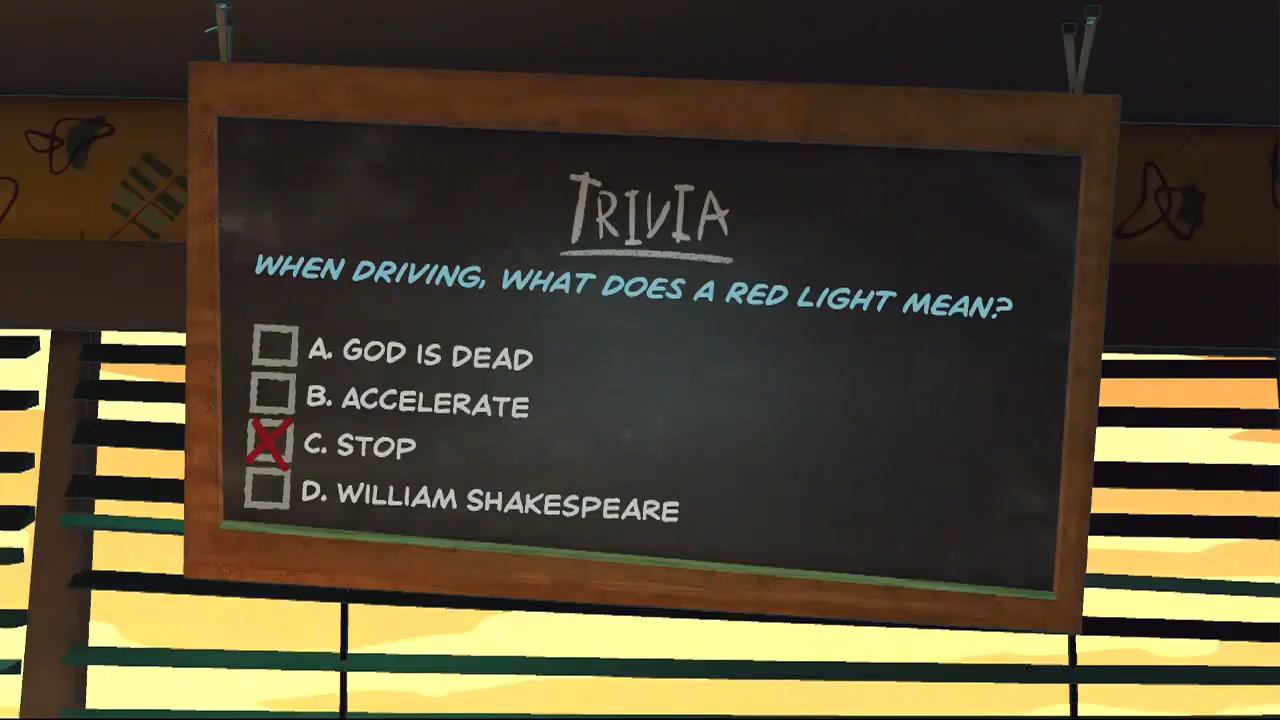 TRIVIA
WHEN DRIVING, WHAT DOES A RED LIGHT MEAN?
A. GOD IS DEAD
B. ACCELERATE
C. STOP
D. WILLIAM SHAKESPEARE